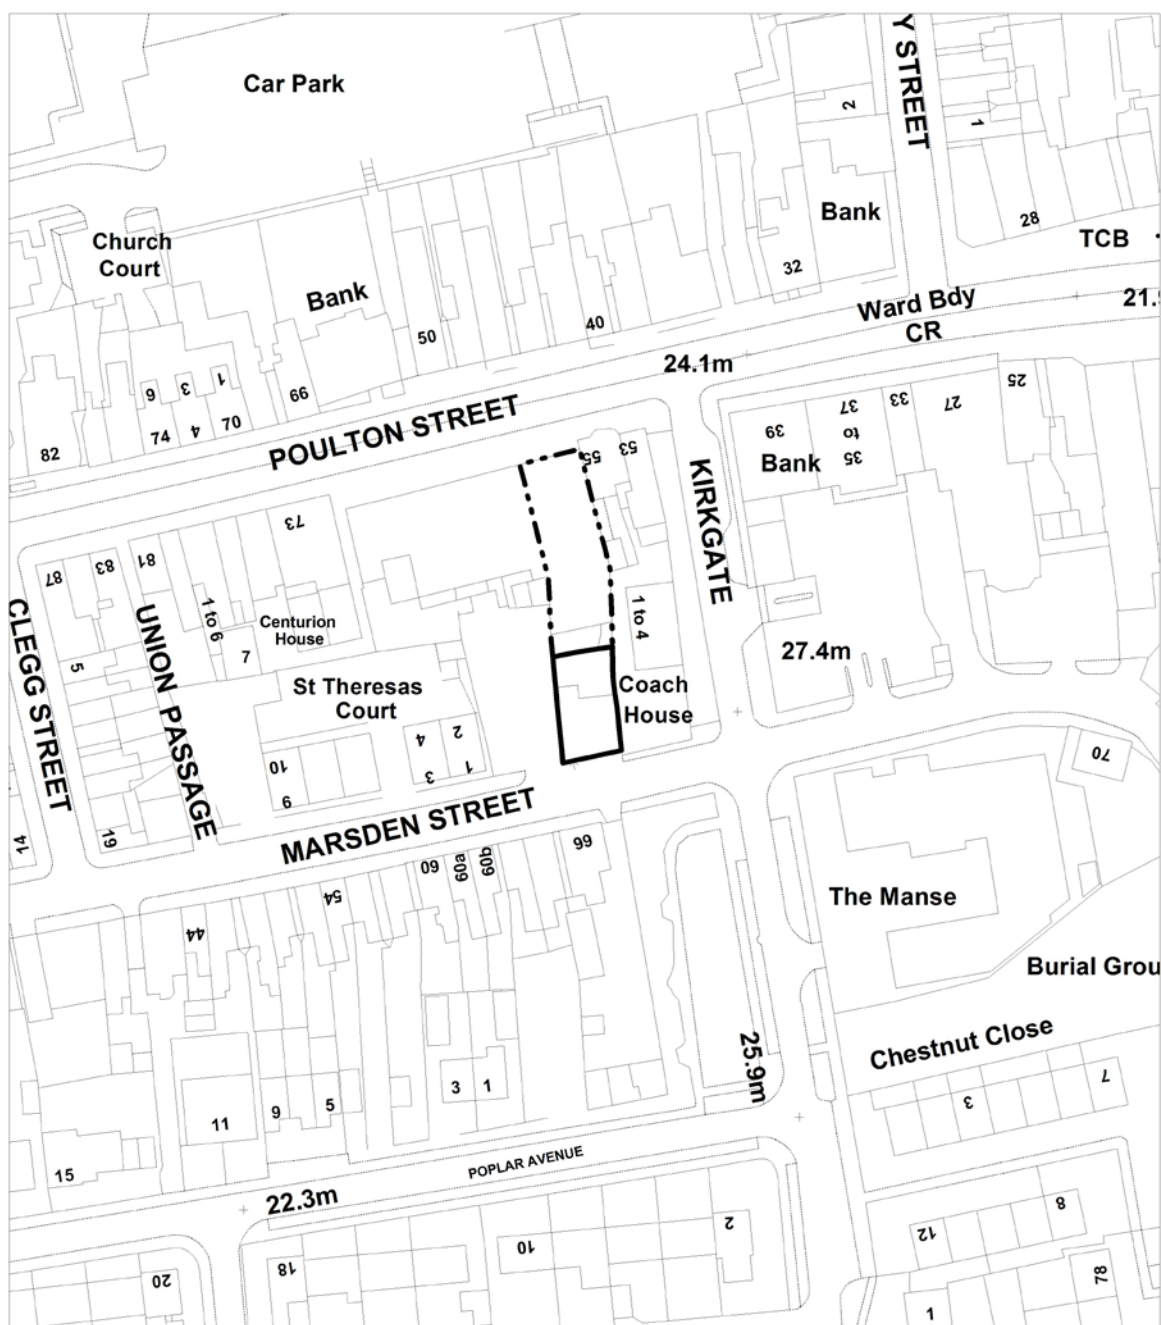 Y STREET
Car Park
2
1
Church
Court
Bank
Bank
28
TCB
32
Ward Bdy
CR
21.
50
40
24.1m
66
6
3
1
74
4
70
82
POULTON STREET
25
27
33
37
to
35
39
Bank
55
53
KIRKGATE
73
81
83
87
CLEGG STREET
UNION PASSAGE
1 to 6
7
Centurion
House
1 to 4
27.4m
5
St Theresas
Court
Coach
House
4
2
3
1
10
9
70
14
19
MARSDEN STREET
66
60
60a
60b
54
44
The Manse
Burial Grou
25.9m
Chestnut Close
3
7
3
1
11
9
5
15
POPLAR AVENUE
22.3m
8
12
2
10
18
20
78
1